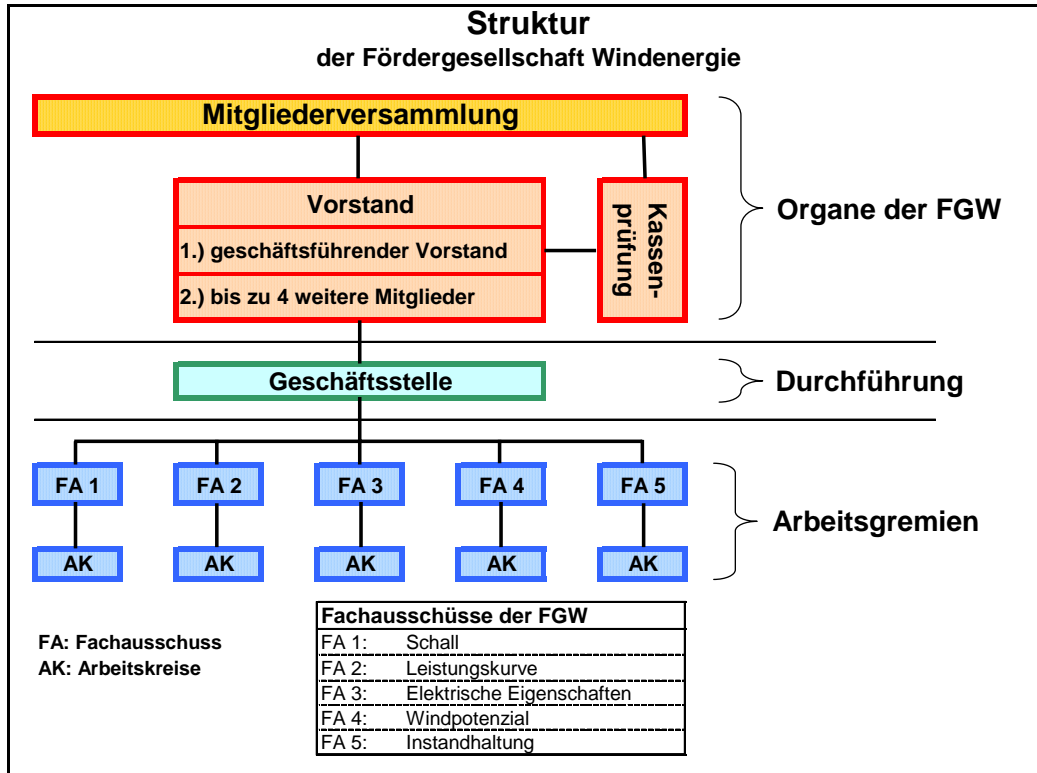 Struktur
der Fördergesellschaft Windenergie
Mitgliederversammlung
Vorstand
1.) geschäftsführender Vorstand
2.) bis zu 4 weitere Mitglieder
Kassen-
prüfung
Organe der FGW
Geschäftsstelle
Durchführung
FA 1
FA 2
FA 3
FA 4
FA 5
AK
AK
AK
AK
AK
Arbeitsgremien
FA: Fachausschuss
AK: Arbeitskreise
Fachausschüsse der FGW
FA 1: Schall
FA 2: Leistungskurve
FA 3: Elektrische Eigenschaften
FA 4: Windpotenzial
FA 5: Instandhaltung